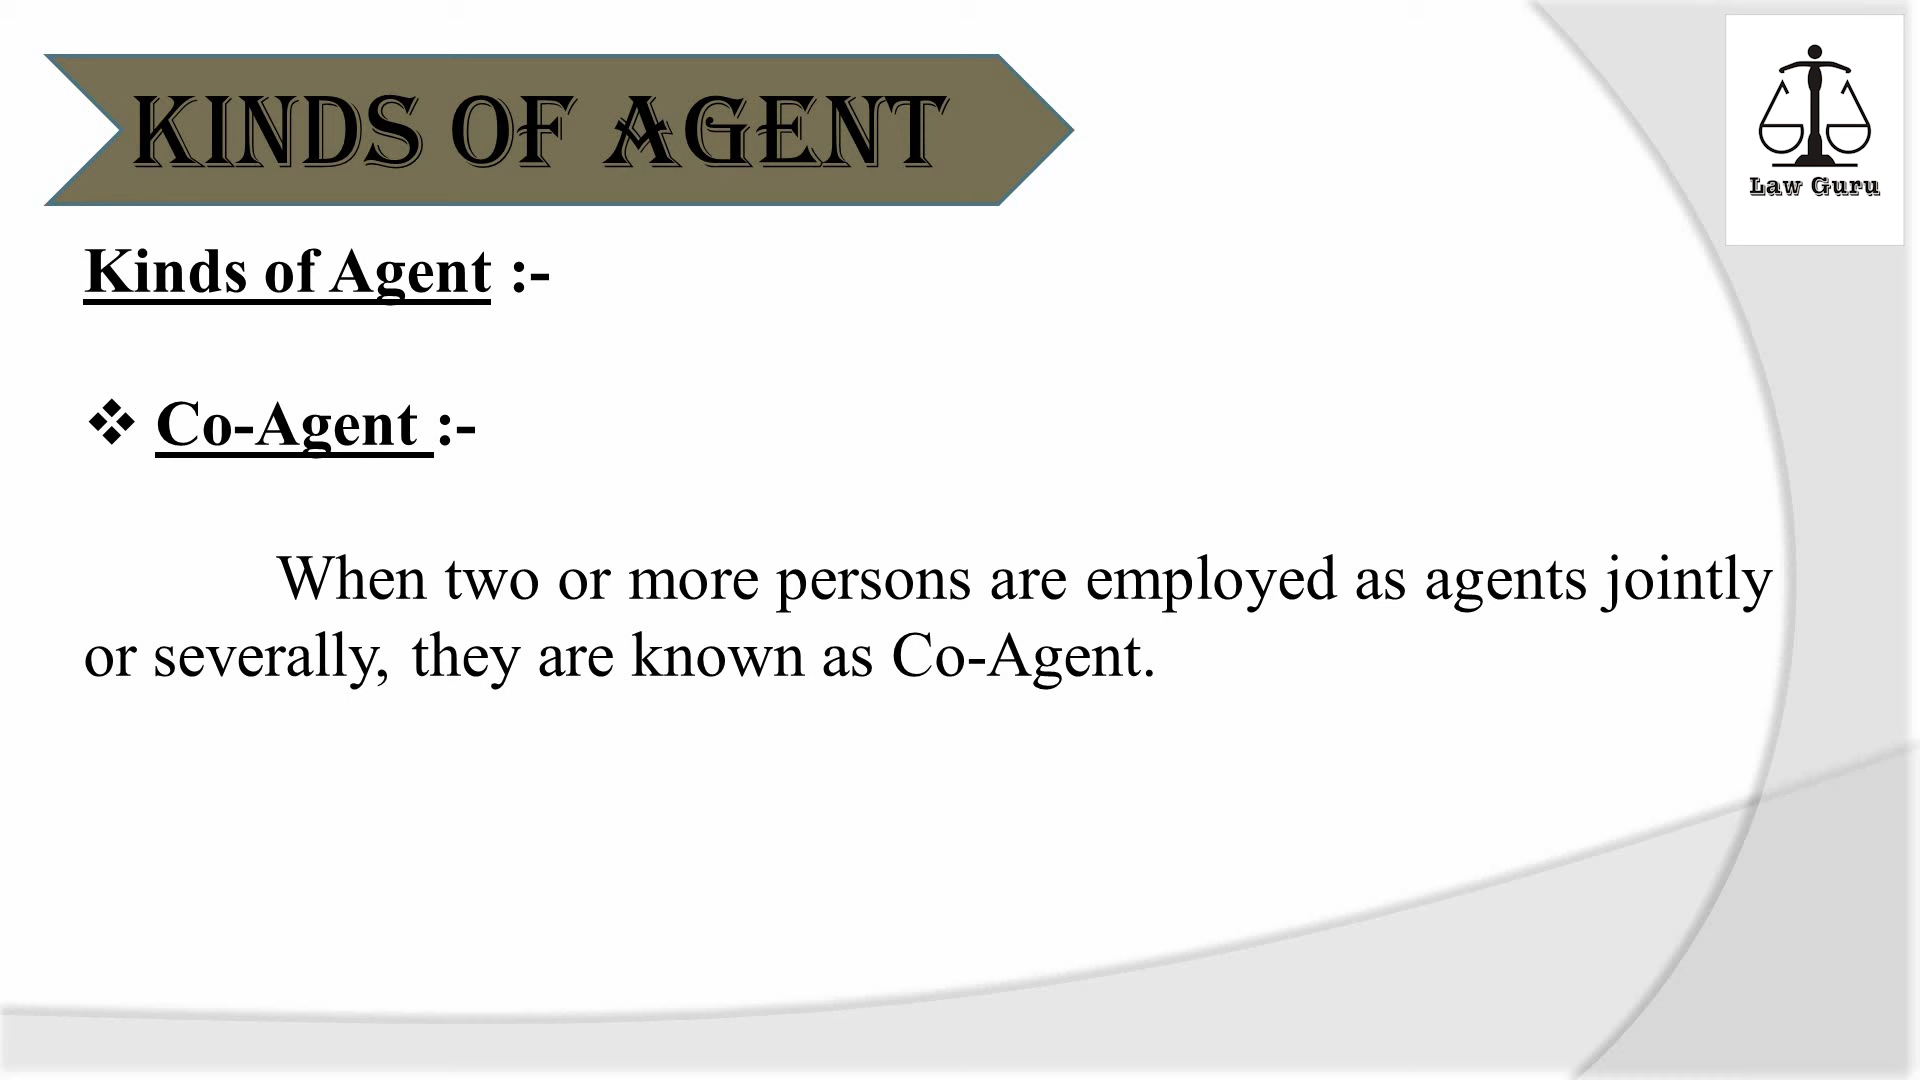 KINDS OF AGENT
Law Guru
Kinds of Agent :-
❖ Co-Agent :-
When two or more persons are employed as agents jointly
or severally, they are known as Co-Agent.